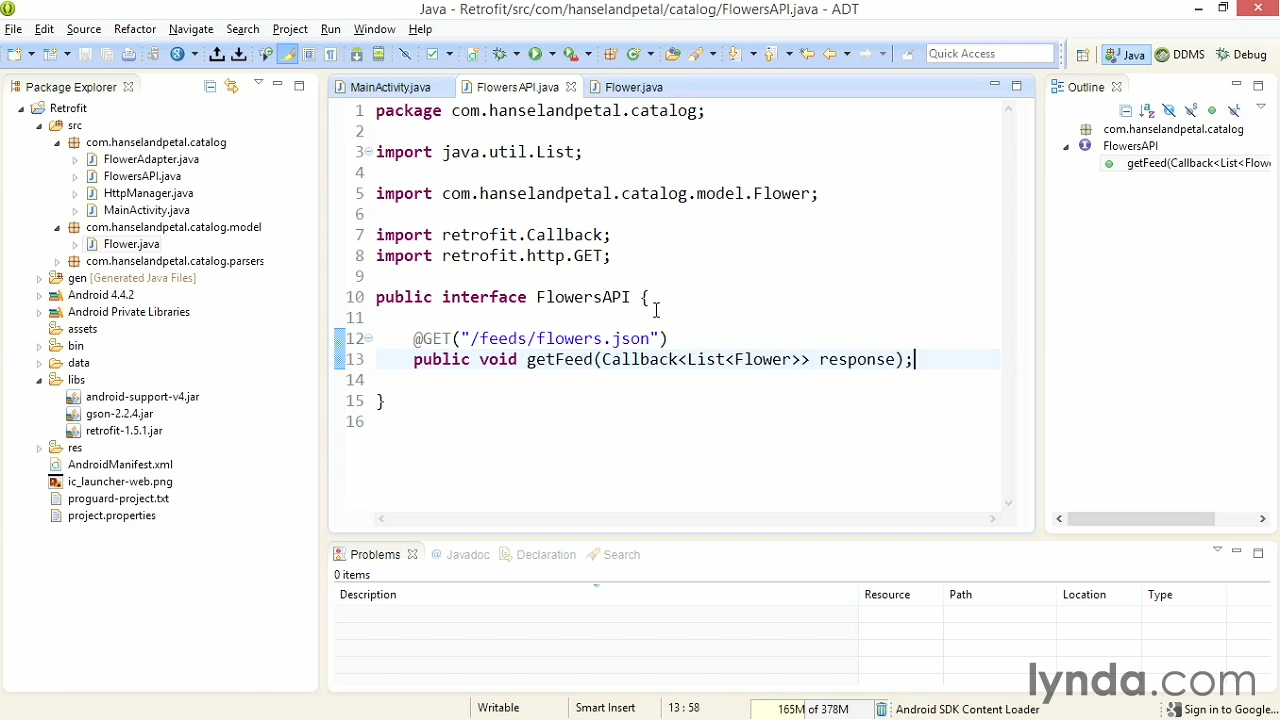 Java - Retrofit/src/com/hanselandpetal/catalog/FlowersAPI.java - ADT
File Edit Source Refactor Navigate Search Project Run Window Help
Quick Access
Java
DDMS
Debug
Package Explorer
Retrofit
src
com.hanselandpetal.catalog
FlowerAdapter.java
FlowersAPI.java
HttpManager.java
MainActivity.java
com.hanselandpetal.catalog.model
Flower.java
com.hanselandpetal.catalog.parsers
gen [Generated Java Files]
Android 4.4.2
Android Private Libraries
assets
bin
data
libs
android-support-v4.jar
gson-2.2.4.jar
retrofit-1.5.1.jar
res
AndroidManifest.xml
ic_launcher-web.png
proguard-project.txt
project.properties
MainActivity.java FlowersAPI.java Flower.java
1 package com.hanselandpetal.catalog;
2
3 import java.util.List;
4
5 import com.hanselandpetal.catalog.model.Flower;
6
7 import retrofit.Callback;
8 import retrofit.http.GET;
9
10 public interface FlowersAPI {
11
12 @GET("/feeds/flowers.json")
13 public void getFeed(Callback<List<Flower>> response);
14
15 }
16
Outline
com.hanselandpetal.catalog
FlowersAPI
getFeed(Callback<List<Flowe
Problems @ Javadoc Declaration Search
0 items
Description Resource Path Location Type
lynda.com
Writable Smart Insert 13 : 58 165M of 378M Android SDK Content Loader Sign in to Google...